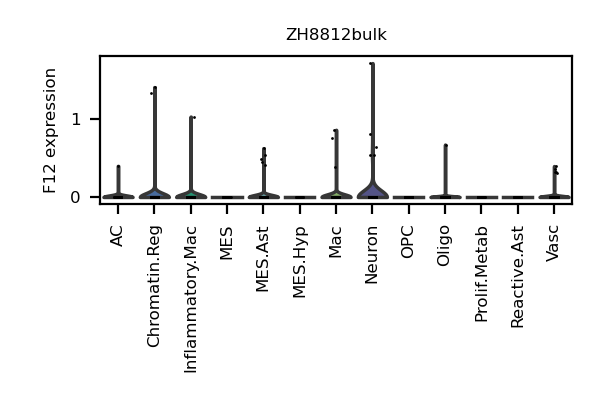 ZH8812bulk
F12 expression
1
0
AC
Chromatin.Reg
Inflammatory.Mac
MES
MES.Ast
MES.Hyp
Mac
Neuron
OPC
Oligo
Prolif.Metab
Reactive.Ast
Vasc